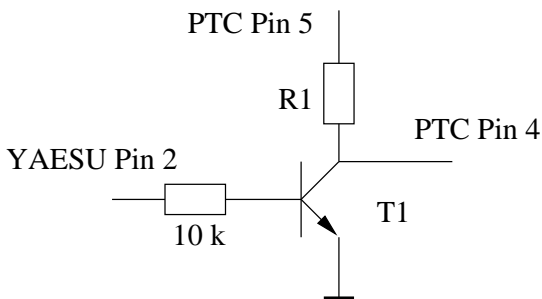 PTC Pin 5
R1
PTC Pin 4
YAESU Pin 2
T1
10 k